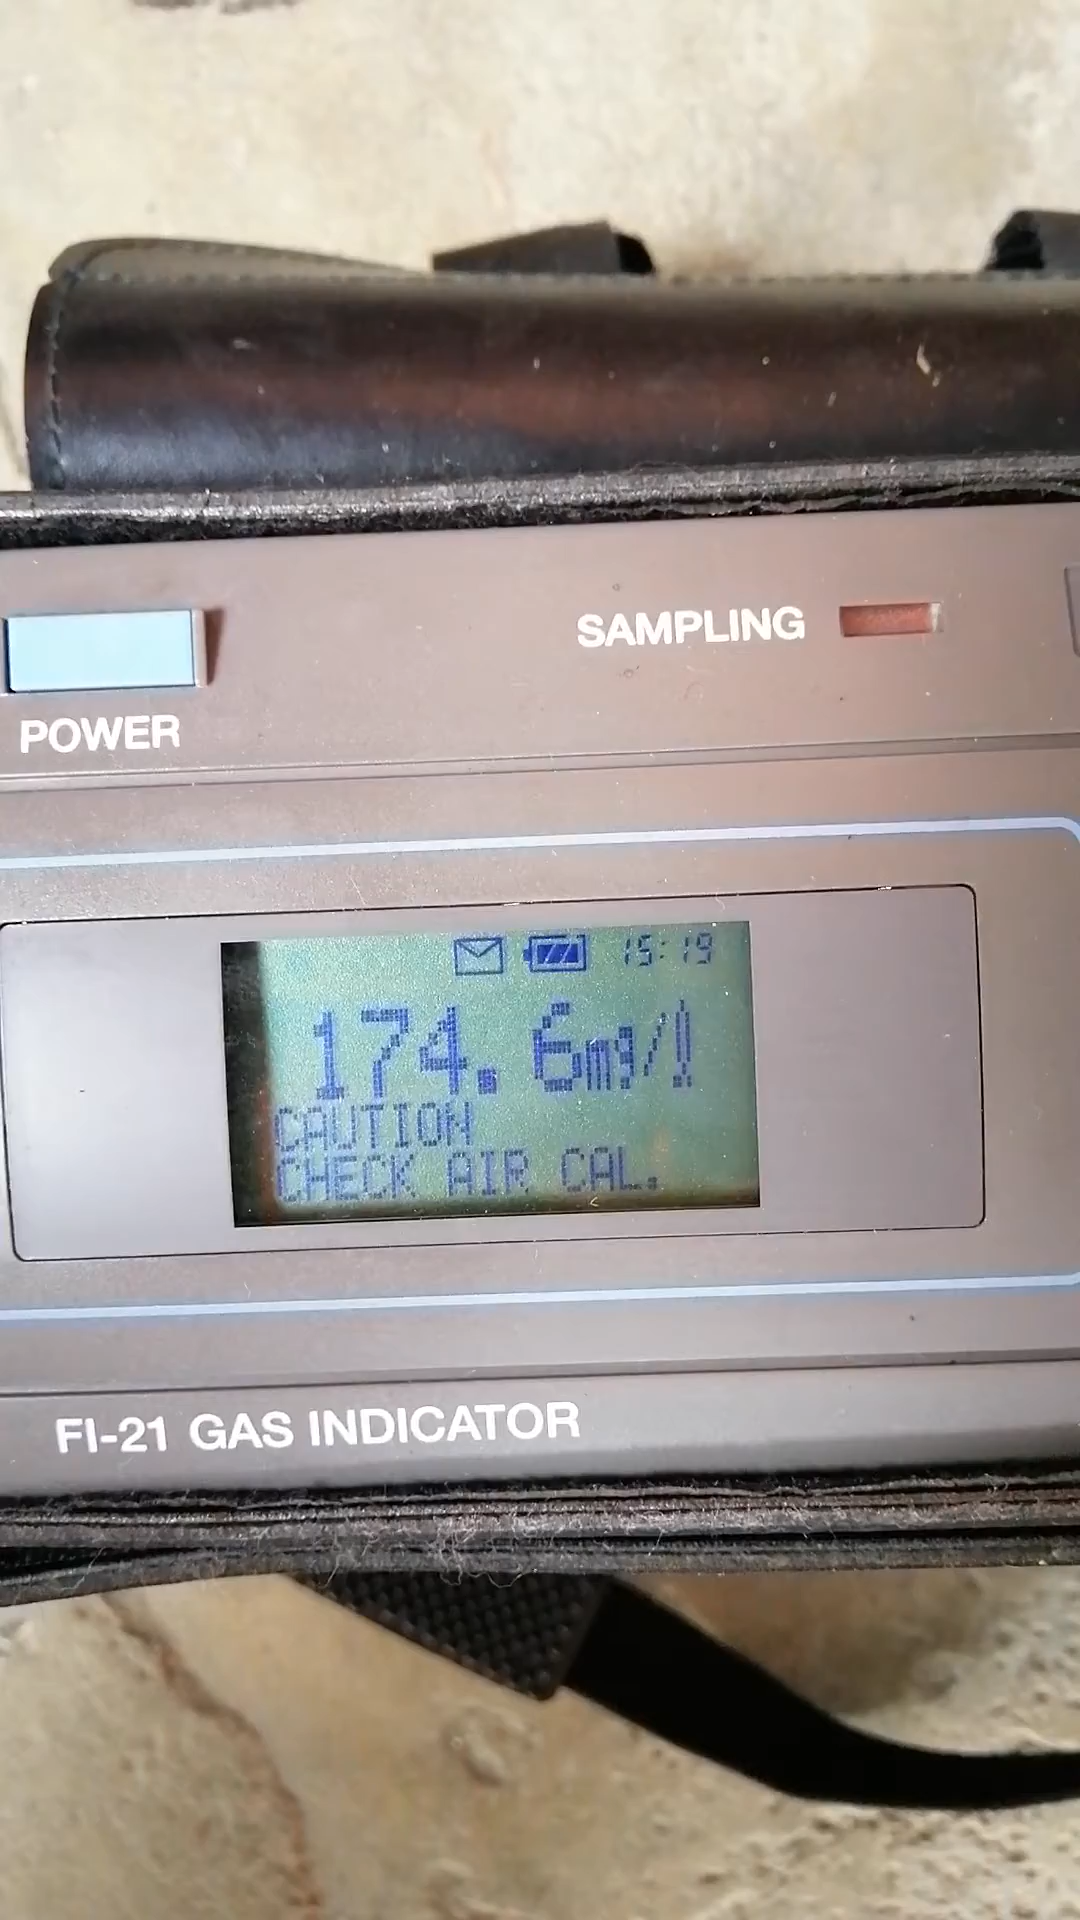 SAMPLING
POWER
15:19
174.6mg/l
CAUTION
CHECK AIR CAL.
FI-21 GAS INDICATOR